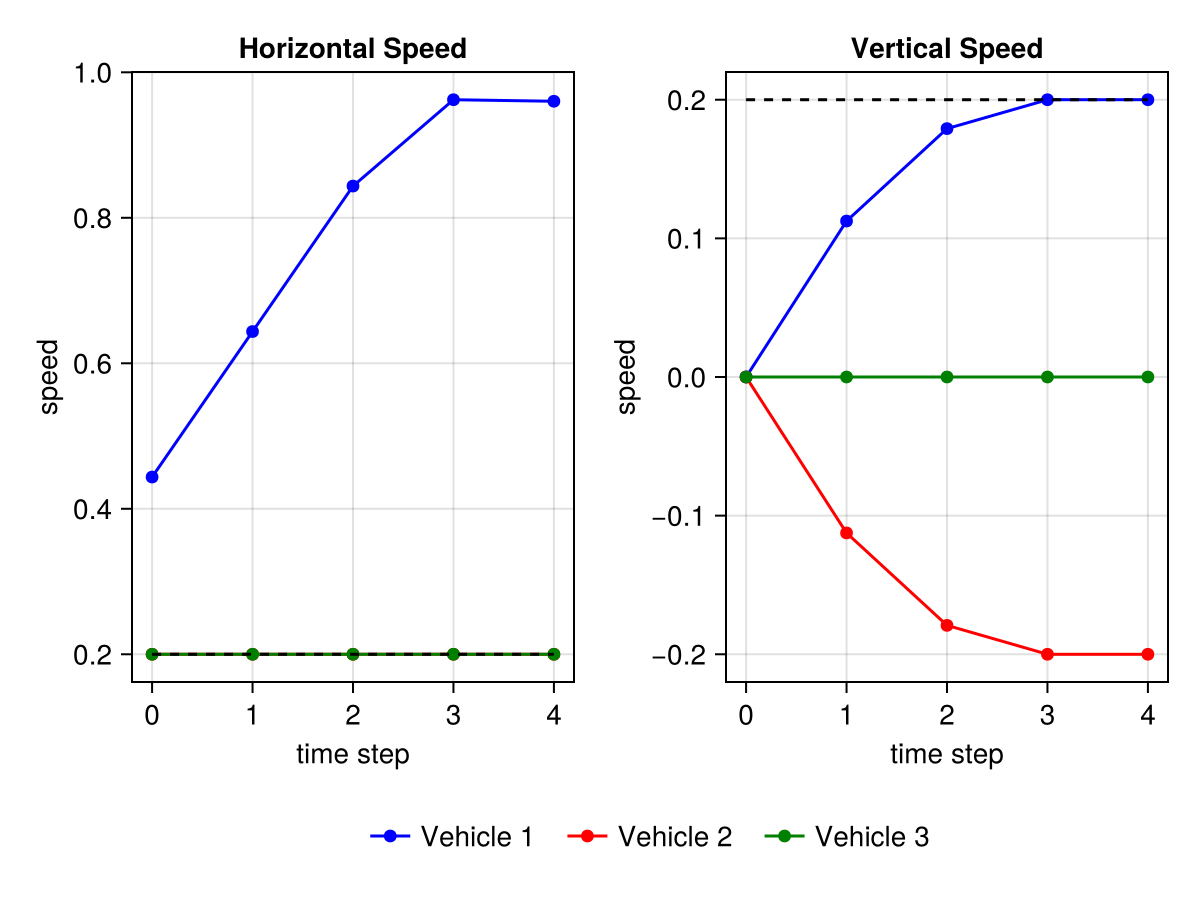 Horizontal Speed
1.0
0.8
0.6
0.4
0.2
speed
0 1 2 3 4
time step
Vertical Speed
0.2
0.1
0.0
−0.1
−0.2
speed
0 1 2 3 4
time step
Vehicle 1 Vehicle 2 Vehicle 3